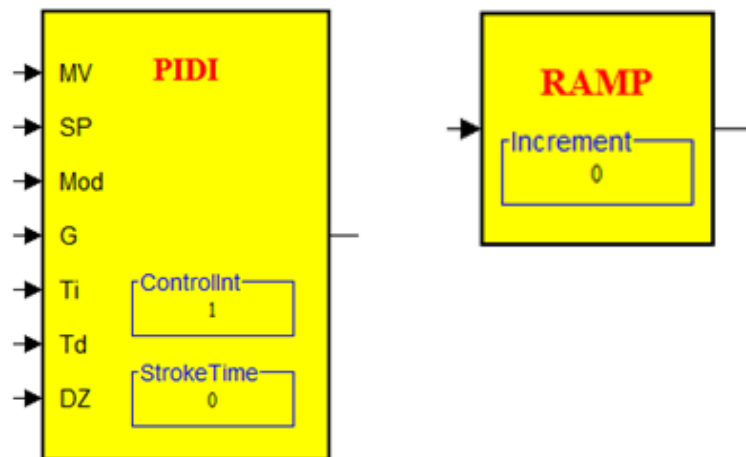 MV
PIDI
SP
Mod
G
Ti
Td
DZ
ControlInt
1
StrokeTime
0
RAMP
Increment
0